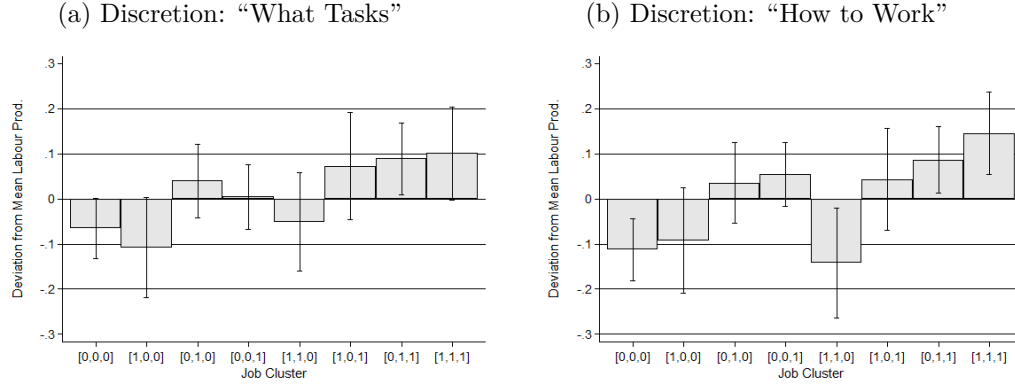 (a) Discretion: “What Tasks”
.3
.2
.1
0
-.1
-.2
-.3
Deviation from Mean Labour Prod.
[0,0,0] [1,0,0] [0,1,0] [0,0,1] [1,1,0] [1,0,1] [0,1,1] [1,1,1]
Job Cluster
(b) Discretion: “How to Work”
.3
.2
.1
0
-.1
-.2
-.3
Deviation from Mean Labour Prod.
[0,0,0] [1,0,0] [0,1,0] [0,0,1] [1,1,0] [1,0,1] [0,1,1] [1,1,1]
Job Cluster